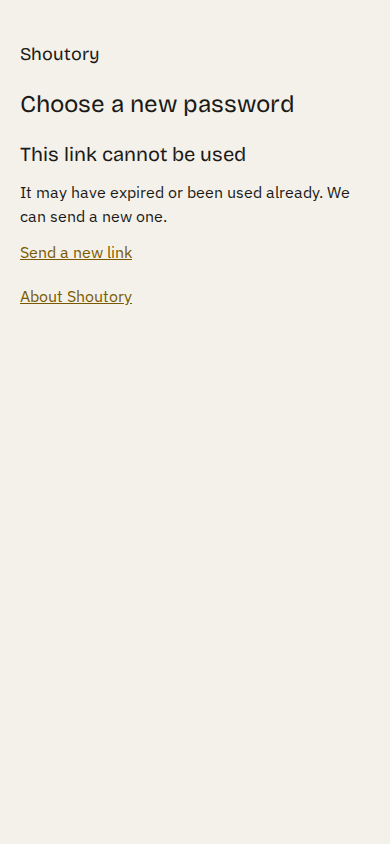 Shoutory
Choose a new password
This link cannot be used
It may have expired or been used already. We
can send a new one.
Send a new link
About Shoutory